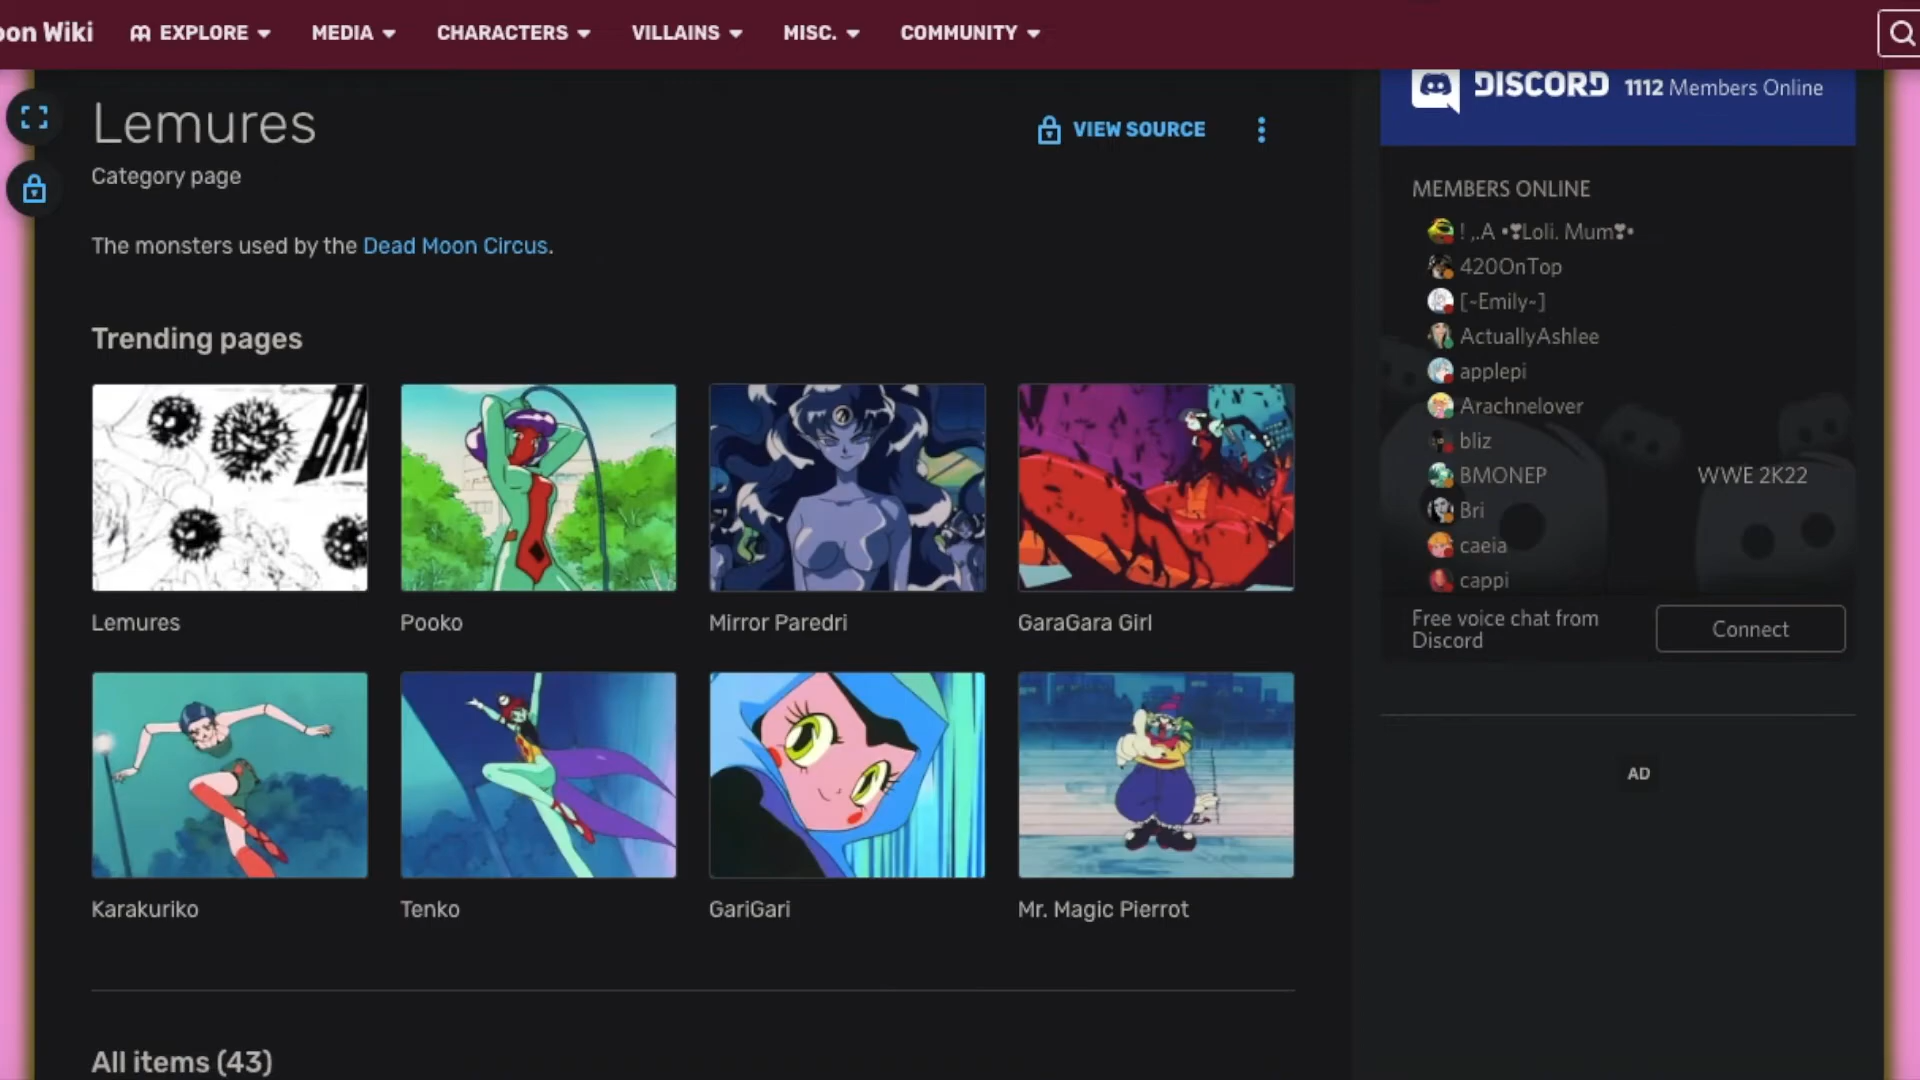 oon Wiki EXPLORE MEDIA CHARACTERS VILLAINS MISC. COMMUNITY
Lemures
VIEW SOURCE
Category page
The monsters used by the Dead Moon Circus.
Trending pages
Lemures
Pooko
Mirror Paredri
GaraGara Girl
Karakuriko
Tenko
GariGari
Mr. Magic Pierrot
All items (43)
DISCORD 1112 Members Online
MEMBERS ONLINE
! ,.A •❣Loli. Mum❣•
420OnTop
[~Emily~]
ActuallyAshlee
applepi
Arachnelover
bliz
BMONEP WWE 2K22
Bri
caeia
cappi
Free voice chat from
Discord
Connect
AD